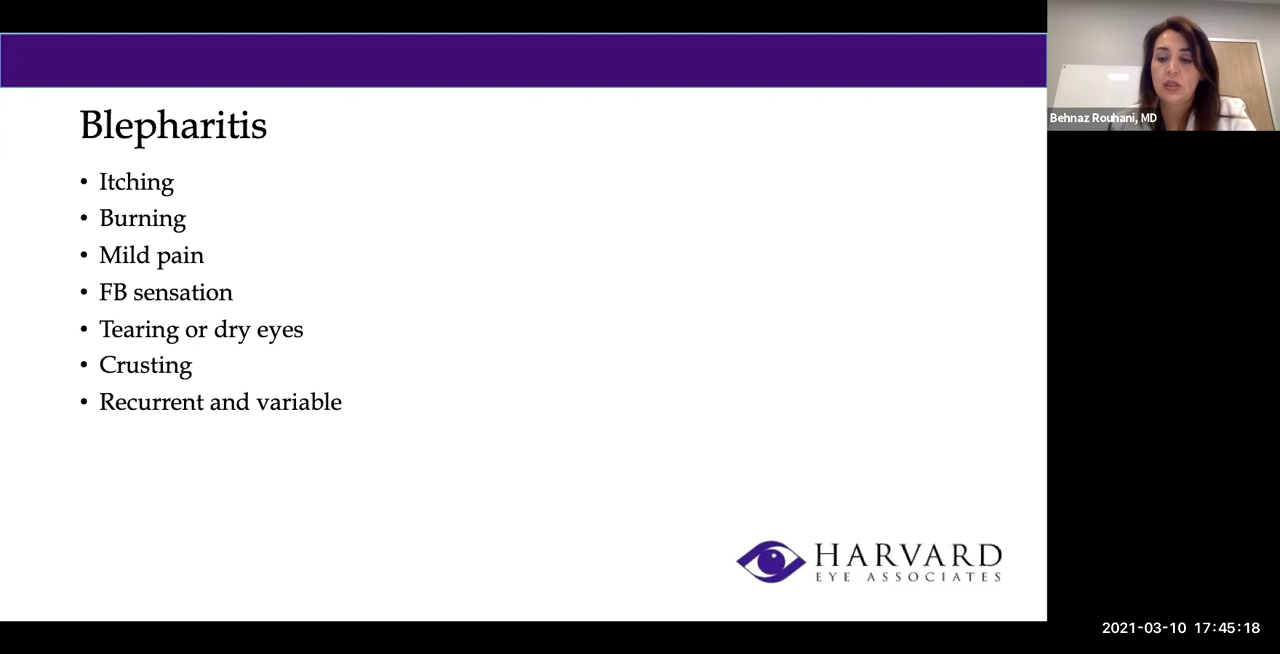 Blepharitis
• Itching
• Burning
• Mild pain
• FB sensation
• Tearing or dry eyes
• Crusting
• Recurrent and variable
HARVARD
EYE ASSOCIATES
Behnaz Rouhani, MD
2021-03-10 17:45:18